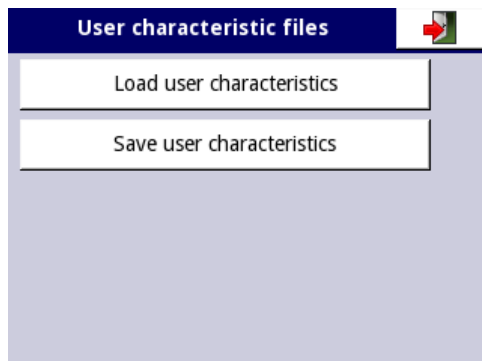 User characteristic files
Load user characteristics
Save user characteristics